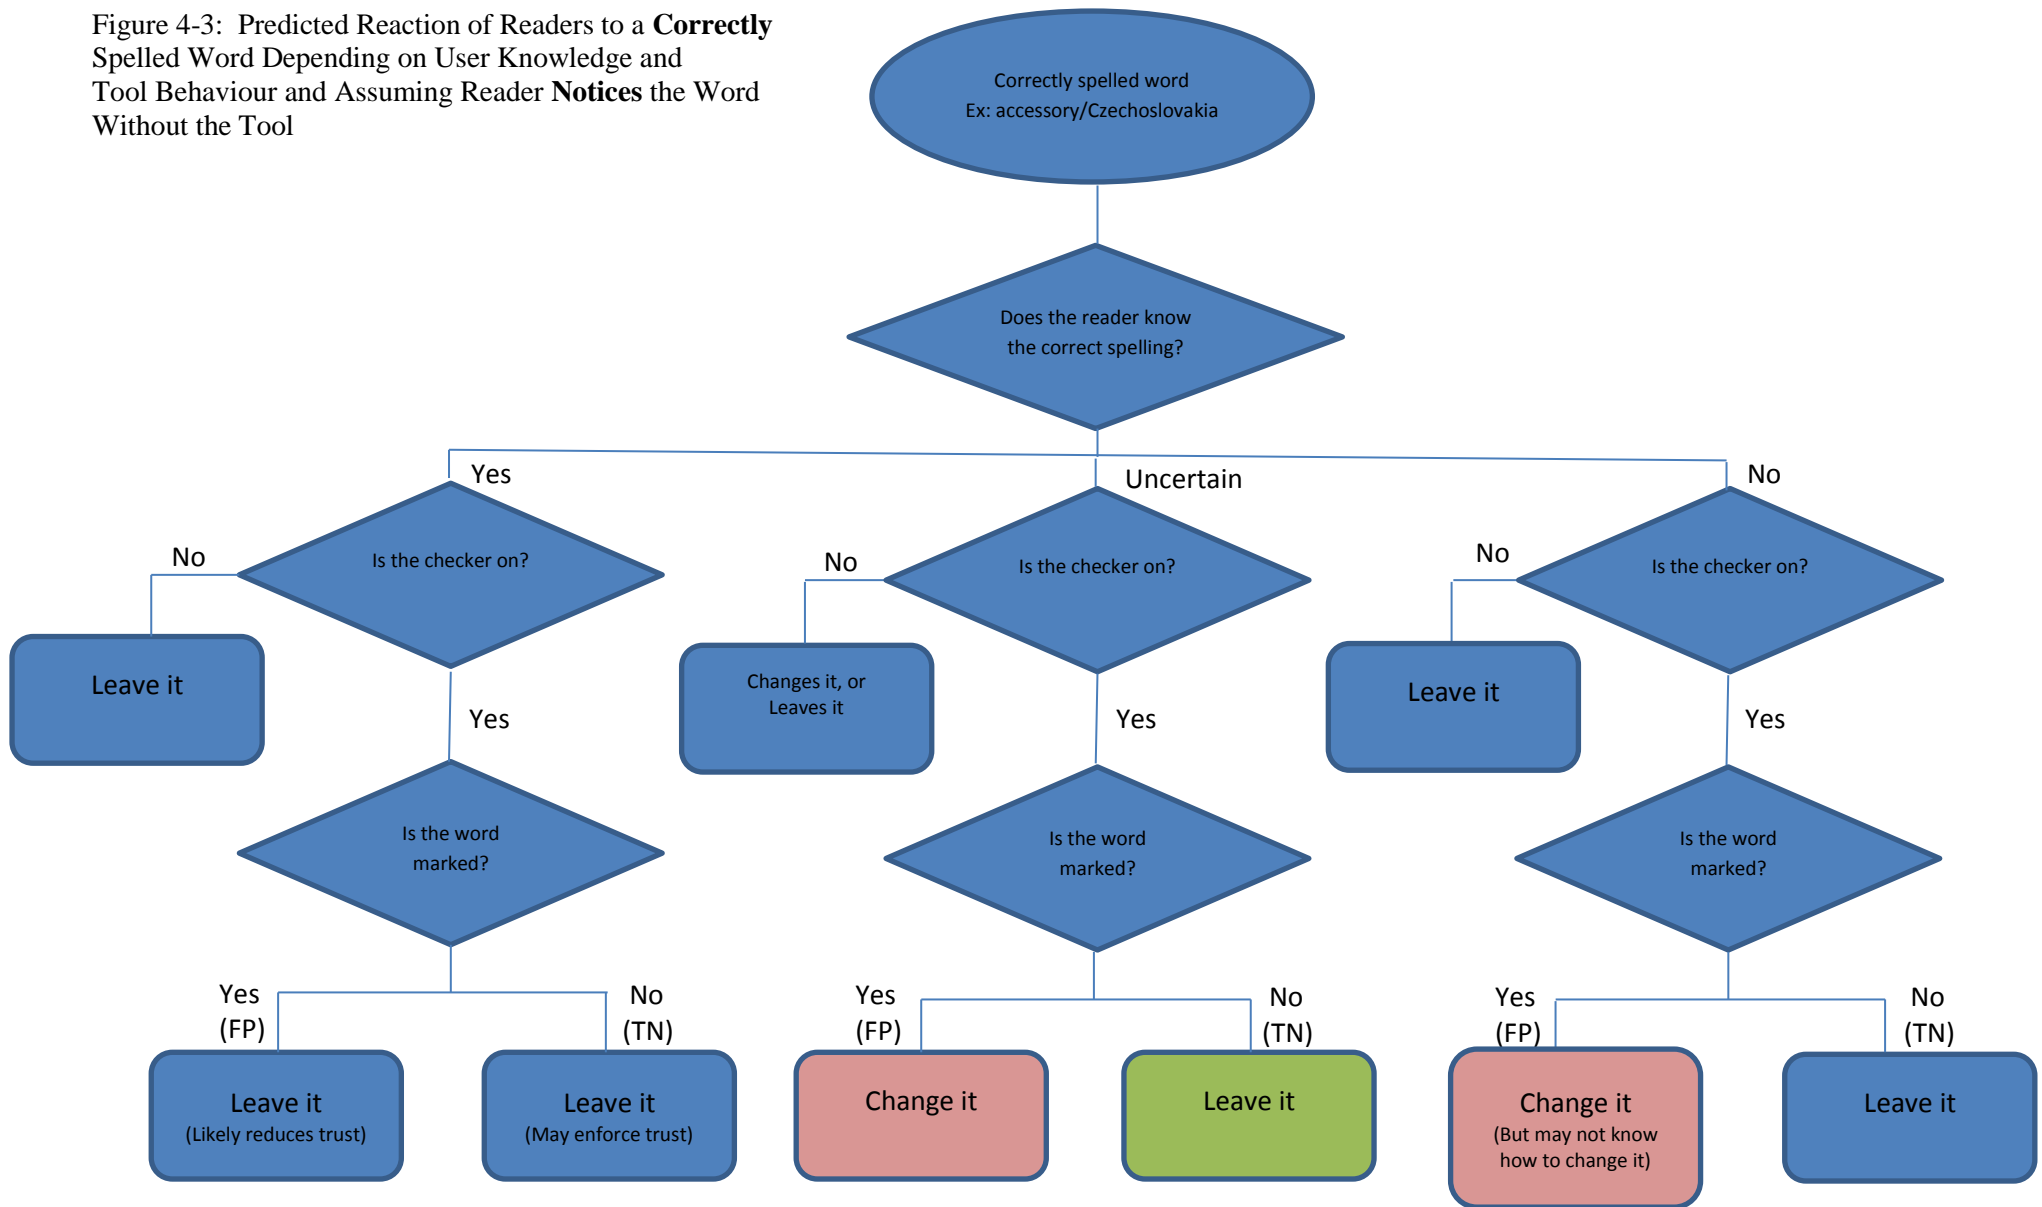 Figure 4-3:  Predicted Reaction of Readers to a Correctly
Spelled Word Depending on User Knowledge and
Tool Behaviour and Assuming Reader Notices the Word
Without the Tool
Correctly spelled word
Ex: accessory/Czechoslovakia
Does the reader know
the correct spelling?
Yes
Uncertain
No
Is the checker on?
No
Leave it
Yes
Is the checker on?
No
Changes it, or
Leaves it
Yes
Is the checker on?
No
Leave it
Yes
Is the word
marked?
Is the word
marked?
Is the word
marked?
Yes
(FP)
No
(TN)
Yes
(FP)
No
(TN)
Yes
(FP)
No
(TN)
Leave it
(Likely reduces trust)
Leave it
(May enforce trust)
Change it
Leave it
Change it
(But may not know
how to change it)
Leave it